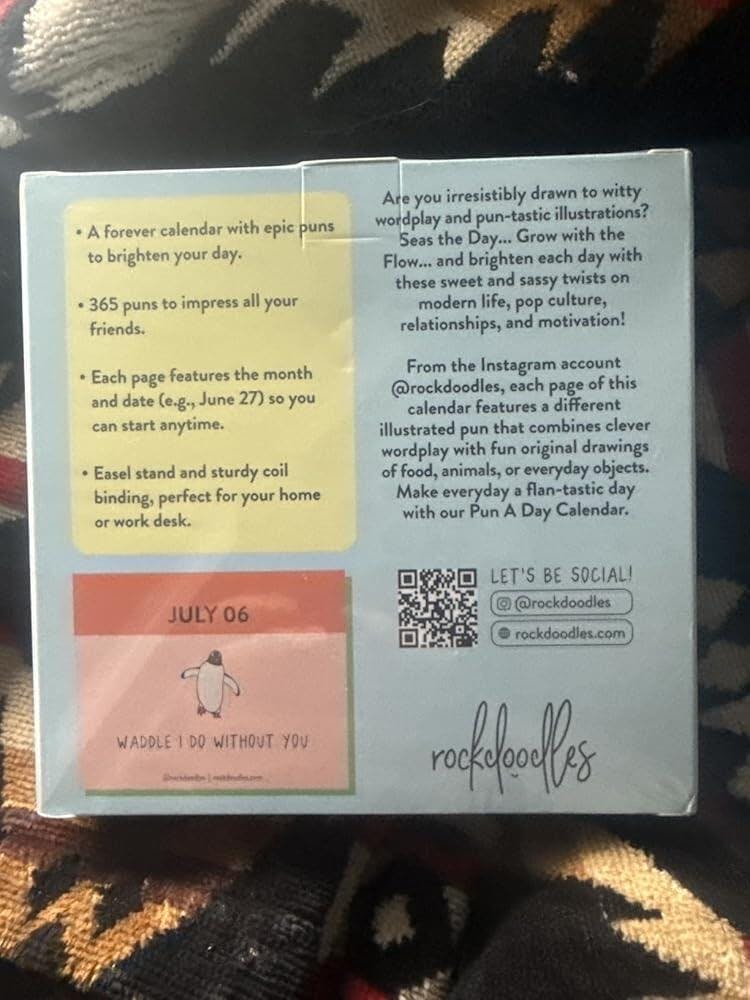 • A forever calendar with epic puns
to brighten your day.
• 365 puns to impress all your
friends.
• Each page features the month
and date (e.g., June 27) so you
can start anytime.
• Easel stand and sturdy coil
binding, perfect for your home
or work desk.
JULY 06
WADDLE I DO WITHOUT YOU
@rockdoodles | rockdoodles.com
Are you irresistibly drawn to witty
wordplay and pun-tastic illustrations?
Seas the Day... Grow with the
Flow... and brighten each day with
these sweet and sassy twists on
modern life, pop culture,
relationships, and motivation!
From the Instagram account
@rockdoodles, each page of this
calendar features a different
illustrated pun that combines clever
wordplay with fun original drawings
of food, animals, or everyday objects.
Make everyday a flan-tastic day
with our Pun A Day Calendar.
LET'S BE SOCIAL!
@rockdoodles
rockdoodles.com
rockdoodles